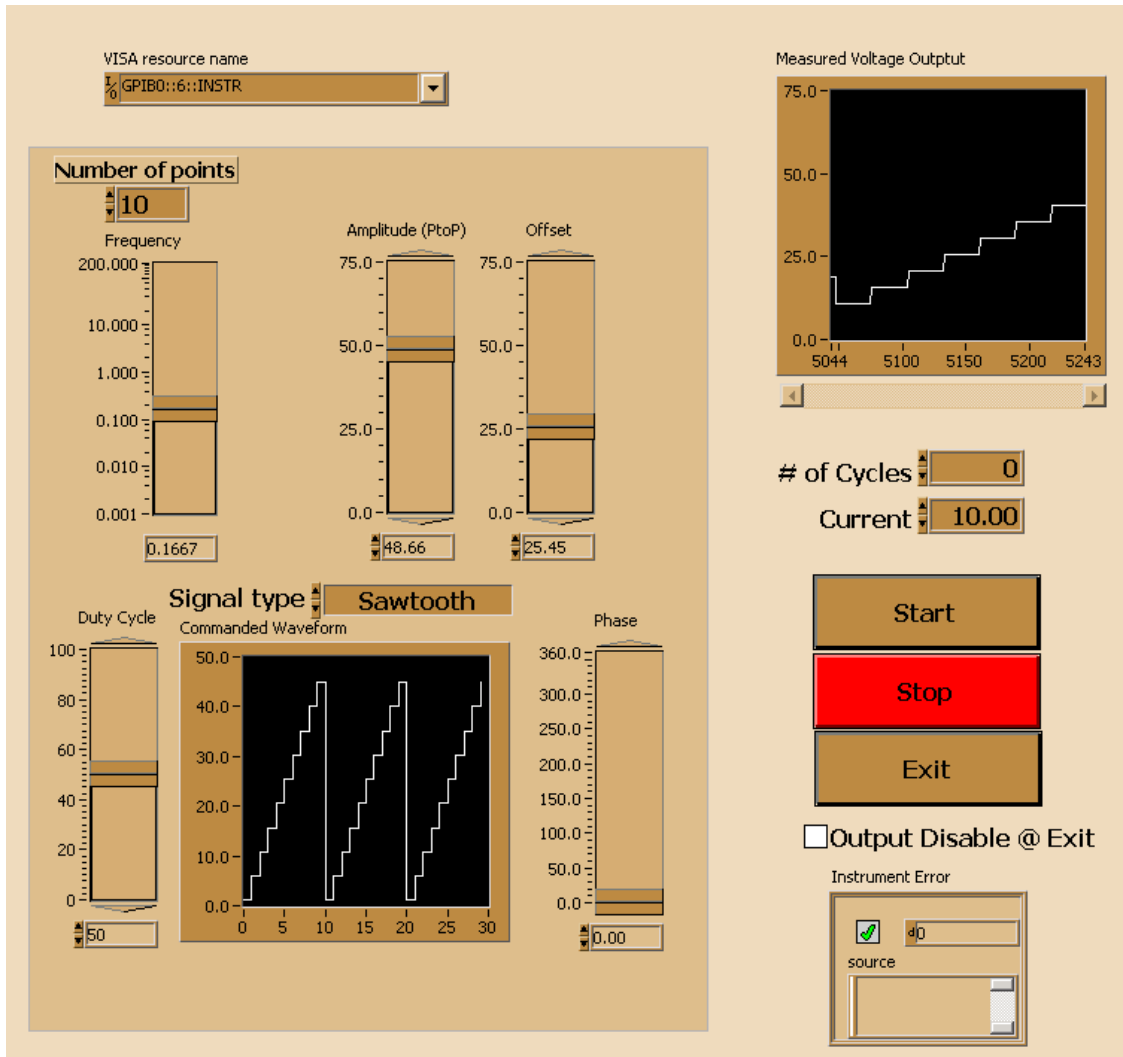 VISA resource name
I/O GPIB0::6::INSTR
Number of points
10
Frequency
200.000
10.000
1.000
0.100
0.010
0.001
0.1667
Amplitude (PtoP)
75.0
50.0
25.0
0.0
48.66
Offset
75.0
50.0
25.0
0.0
25.45
Signal type Sawtooth
Duty Cycle
100
80
60
40
20
0
50
Commanded Waveform
50.0
40.0
30.0
20.0
10.0
0.0
0 5 10 15 20 25 30
Phase
360.0
300.0
250.0
200.0
150.0
100.0
50.0
0.0
0.00
Measured Voltage Outptut
75.0
50.0
25.0
0.0
5044 5100 5150 5200 5243
# of Cycles 0
Current 10.00
Start
Stop
Exit
Output Disable @ Exit
Instrument Error
d0
source